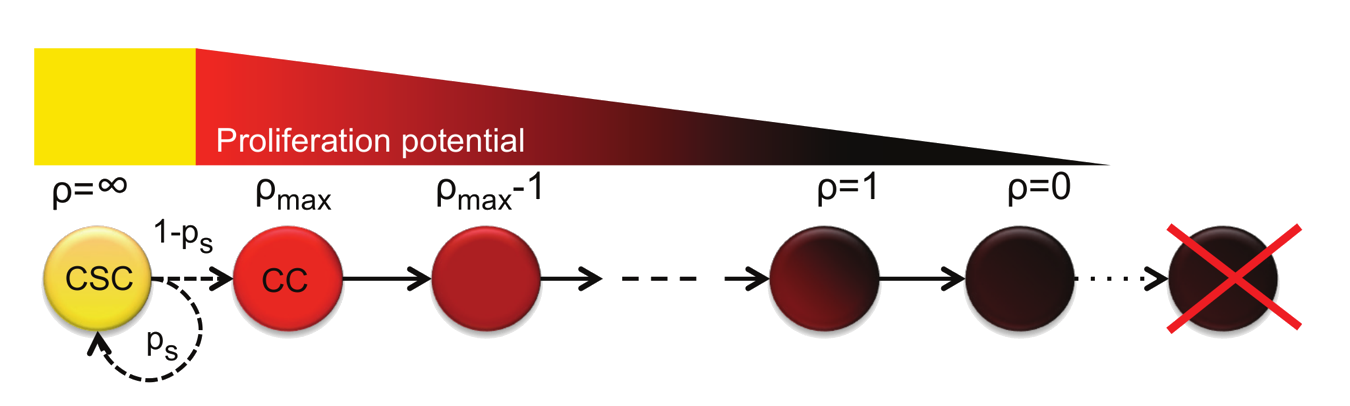 Proliferation potential
ρ=∞
ρmax
ρmax-1
ρ=1
ρ=0
1-ps
CSC
CC
ps